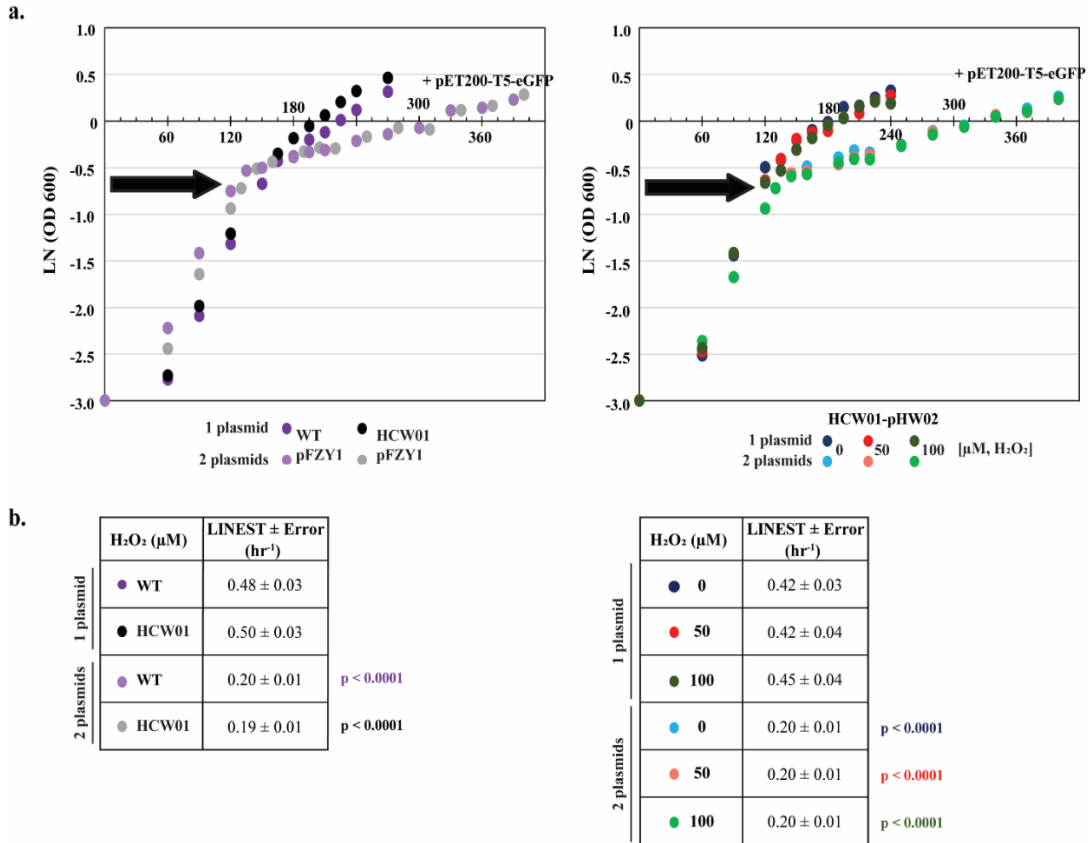 a.
1.0
0.5
0
-0.5
-1.0
-1.5
-2.0
-2.5
-3.0
LN (OD 600)
60
120
180
300
360
+ pET200-T5-eGFP
1 plasmid WT HCW01
2 plasmids pFZY1 pFZY1
1.0
0.5
0
-0.5
-1.0
-1.5
-2.0
-2.5
-3.0
LN (OD 600)
60
120
180
240
300
360
+ pET200-T5-eGFP
HCW01-pHW02
1 plasmid
2 plasmids 0 50 100 [µM, H₂O₂]
b.
H₂O₂ (µM) LINEST ± Error (hr⁻¹)
1 plasmid
WT 0.48 ± 0.03
HCW01 0.50 ± 0.03
2 plasmids
WT 0.20 ± 0.01 p < 0.0001
HCW01 0.19 ± 0.01 p < 0.0001
H₂O₂ (µM) LINEST ± Error (hr⁻¹)
1 plasmid
0 0.42 ± 0.03
50 0.42 ± 0.04
100 0.45 ± 0.04
2 plasmids
0 0.20 ± 0.01 p < 0.0001
50 0.20 ± 0.01 p < 0.0001
100 0.20 ± 0.01 p < 0.0001